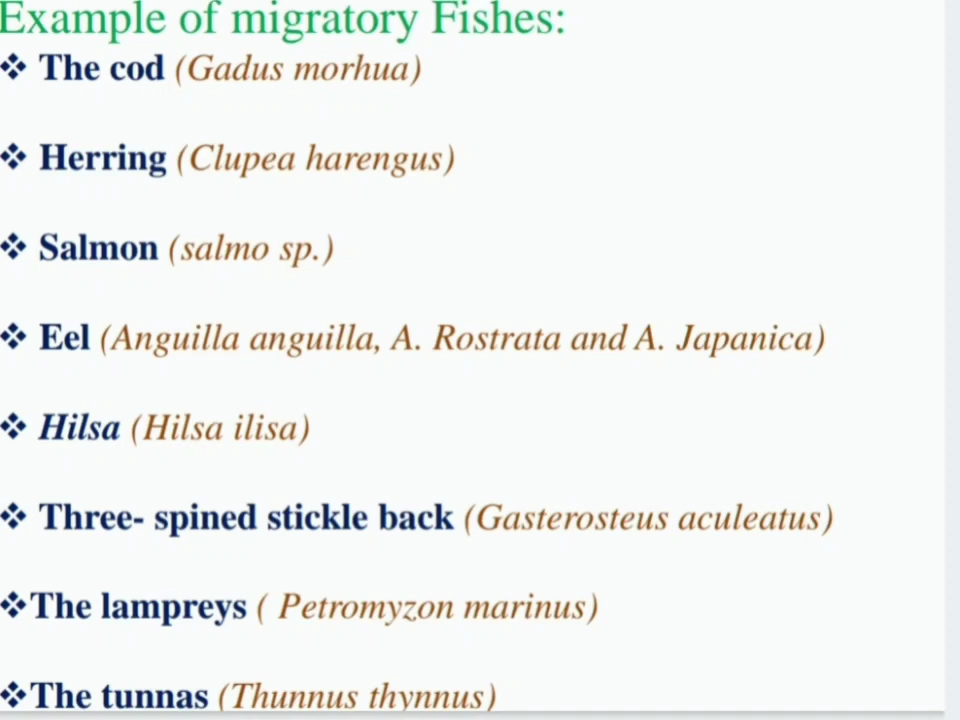 Example of migratory Fishes:
❖ The cod (Gadus morhua)
❖ Herring (Clupea harengus)
❖ Salmon (salmo sp.)
❖ Eel (Anguilla anguilla, A. Rostrata and A. Japanica)
❖ Hilsa (Hilsa ilisa)
❖ Three- spined stickle back (Gasterosteus aculeatus)
❖The lampreys ( Petromyzon marinus)
❖The tunnas (Thunnus thynnus)